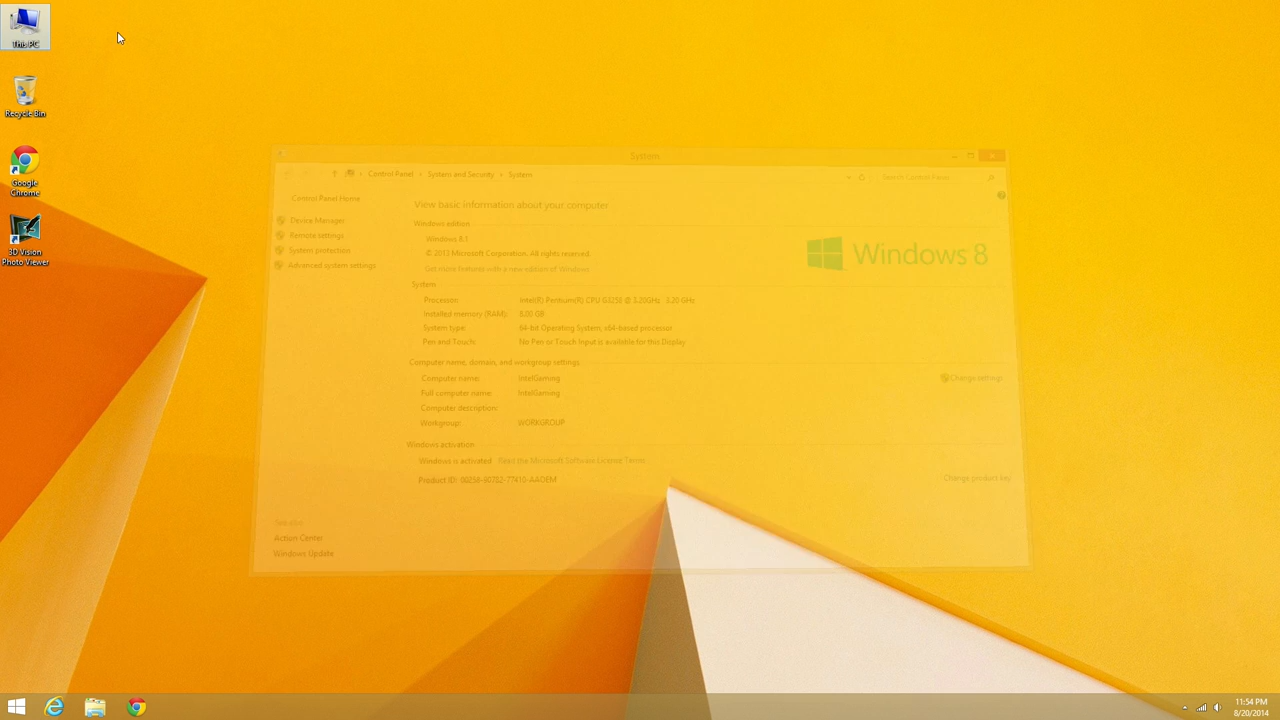 This PC
Recycle Bin
Google
Chrome
3D Vision
Photo Viewer
System
Control Panel › System and Security › System
Search Control Panel
Control Panel Home
Device Manager
Remote settings
System protection
Advanced system settings
View basic information about your computer
Windows edition
Windows 8.1
© 2013 Microsoft Corporation. All rights reserved.
Get more features with a new edition of Windows
Windows 8
System
Processor: Intel(R) Pentium(R) CPU G3258 @ 3.20GHz 3.20 GHz
Installed memory (RAM): 8.00 GB
System type: 64-bit Operating System, x64-based processor
Pen and Touch: No Pen or Touch Input is available for this Display
Computer name, domain, and workgroup settings
Computer name: IntelGaming
Change settings
Full computer name: IntelGaming
Computer description:
Workgroup: WORKGROUP
Windows activation
Windows is activated Read the Microsoft Software License Terms
Product ID:
Change product key
See also
Action Center
Windows Update
11:54 PM
8/20/2014